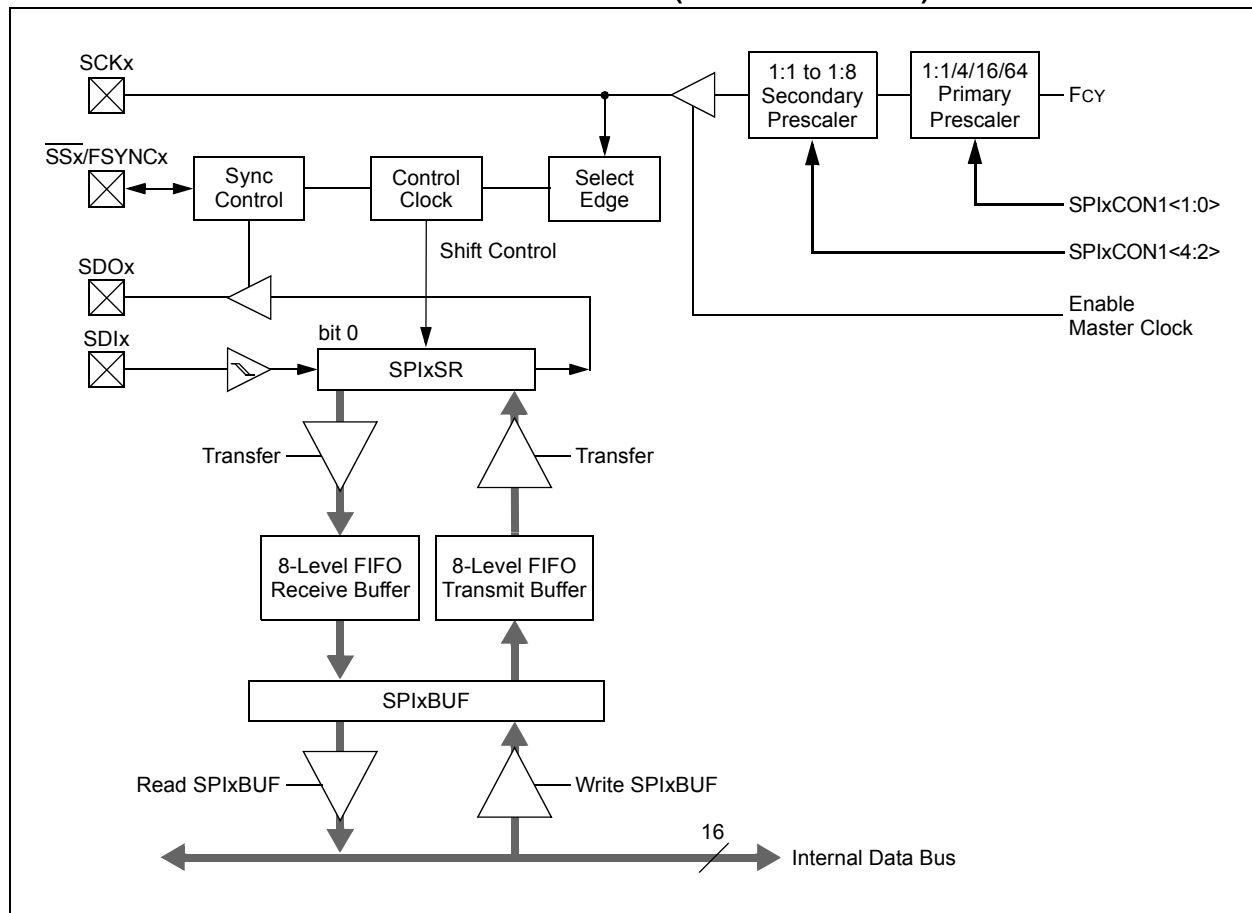 SCKx
1:1 to 1:8
Secondary
Prescaler
1:1/4/16/64
Primary
Prescaler
FCY
SSx/FSYNCx
Sync
Control
Control
Clock
Select
Edge
SPIxCON1<1:0>
Shift Control
SPIxCON1<4:2>
SDOx
Enable
Master Clock
SDIx
bit 0
SPIxSR
Transfer
Transfer
8-Level FIFO
Receive Buffer
8-Level FIFO
Transmit Buffer
SPIxBUF
Read SPIxBUF
Write SPIxBUF
16
Internal Data Bus